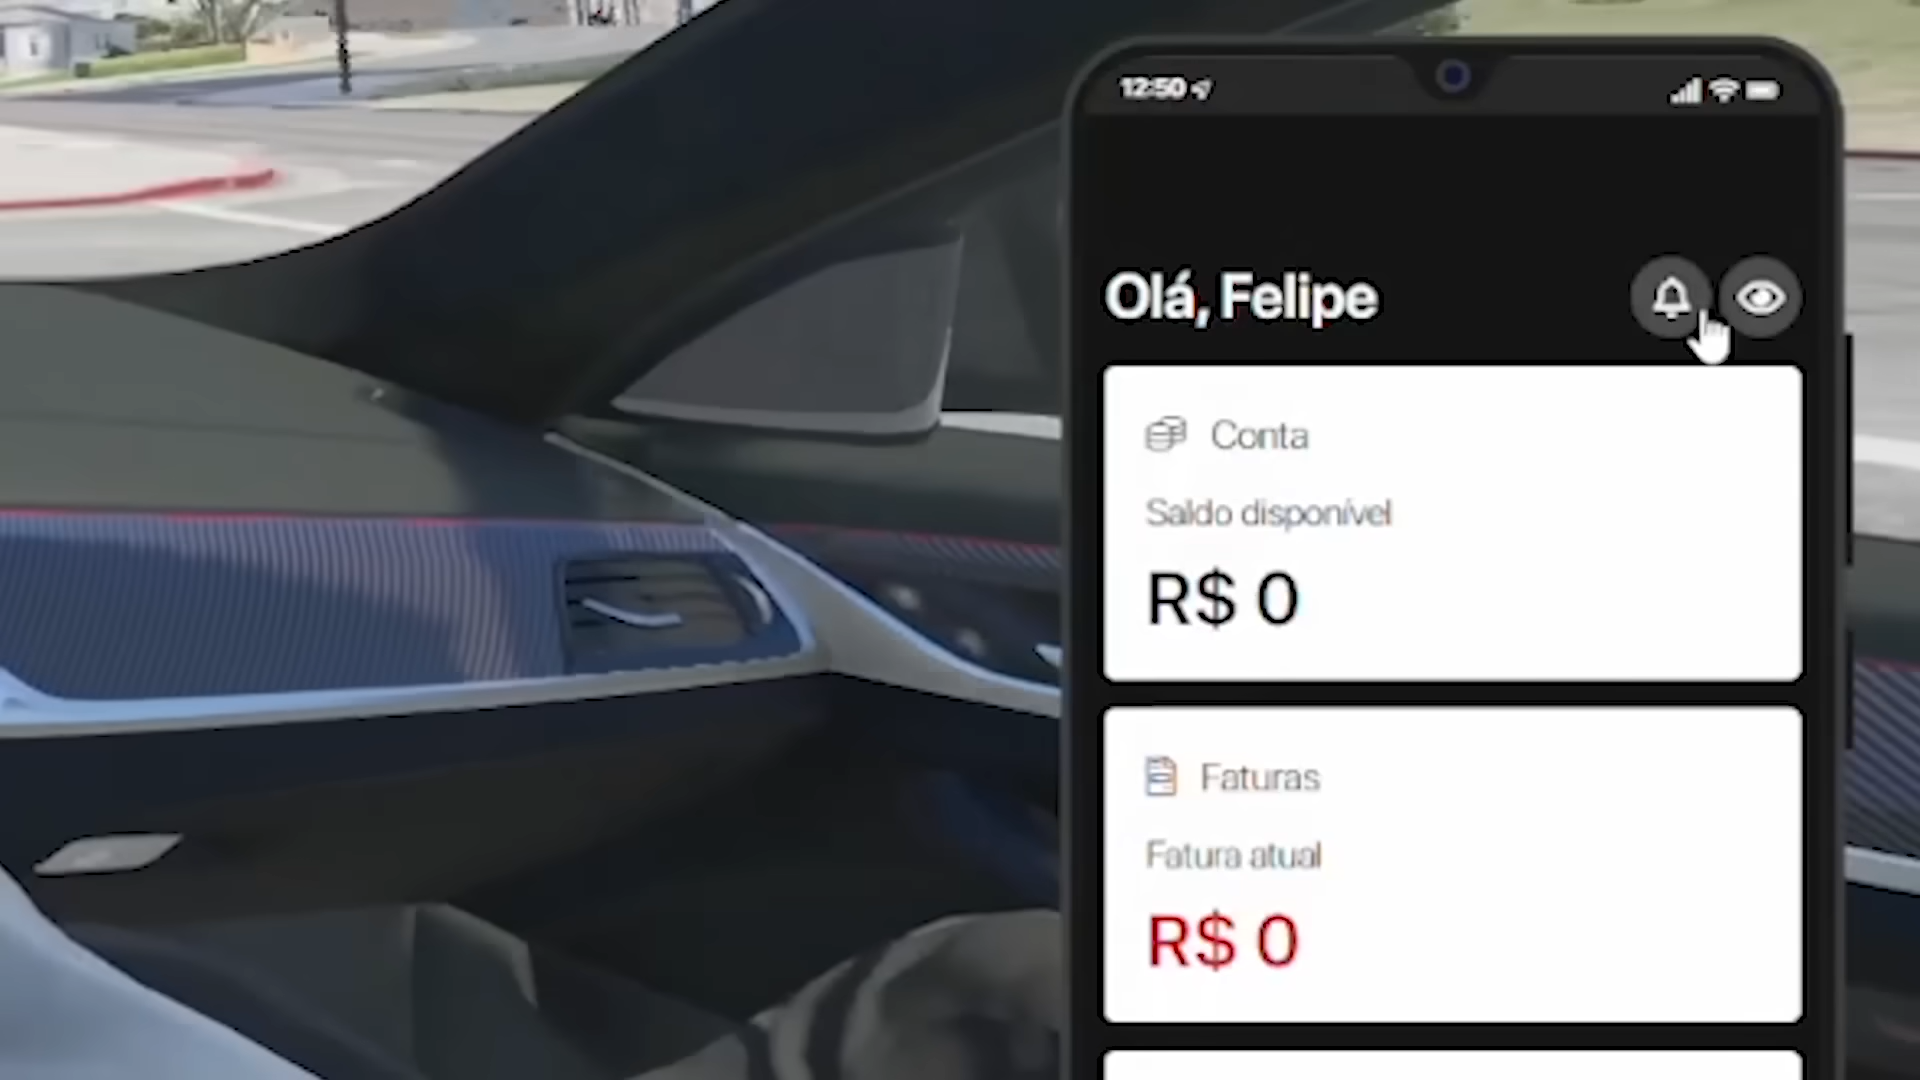 12:50
Olá, Felipe
Conta
Saldo disponível
R$ 0
Faturas
Fatura atual
R$ 0